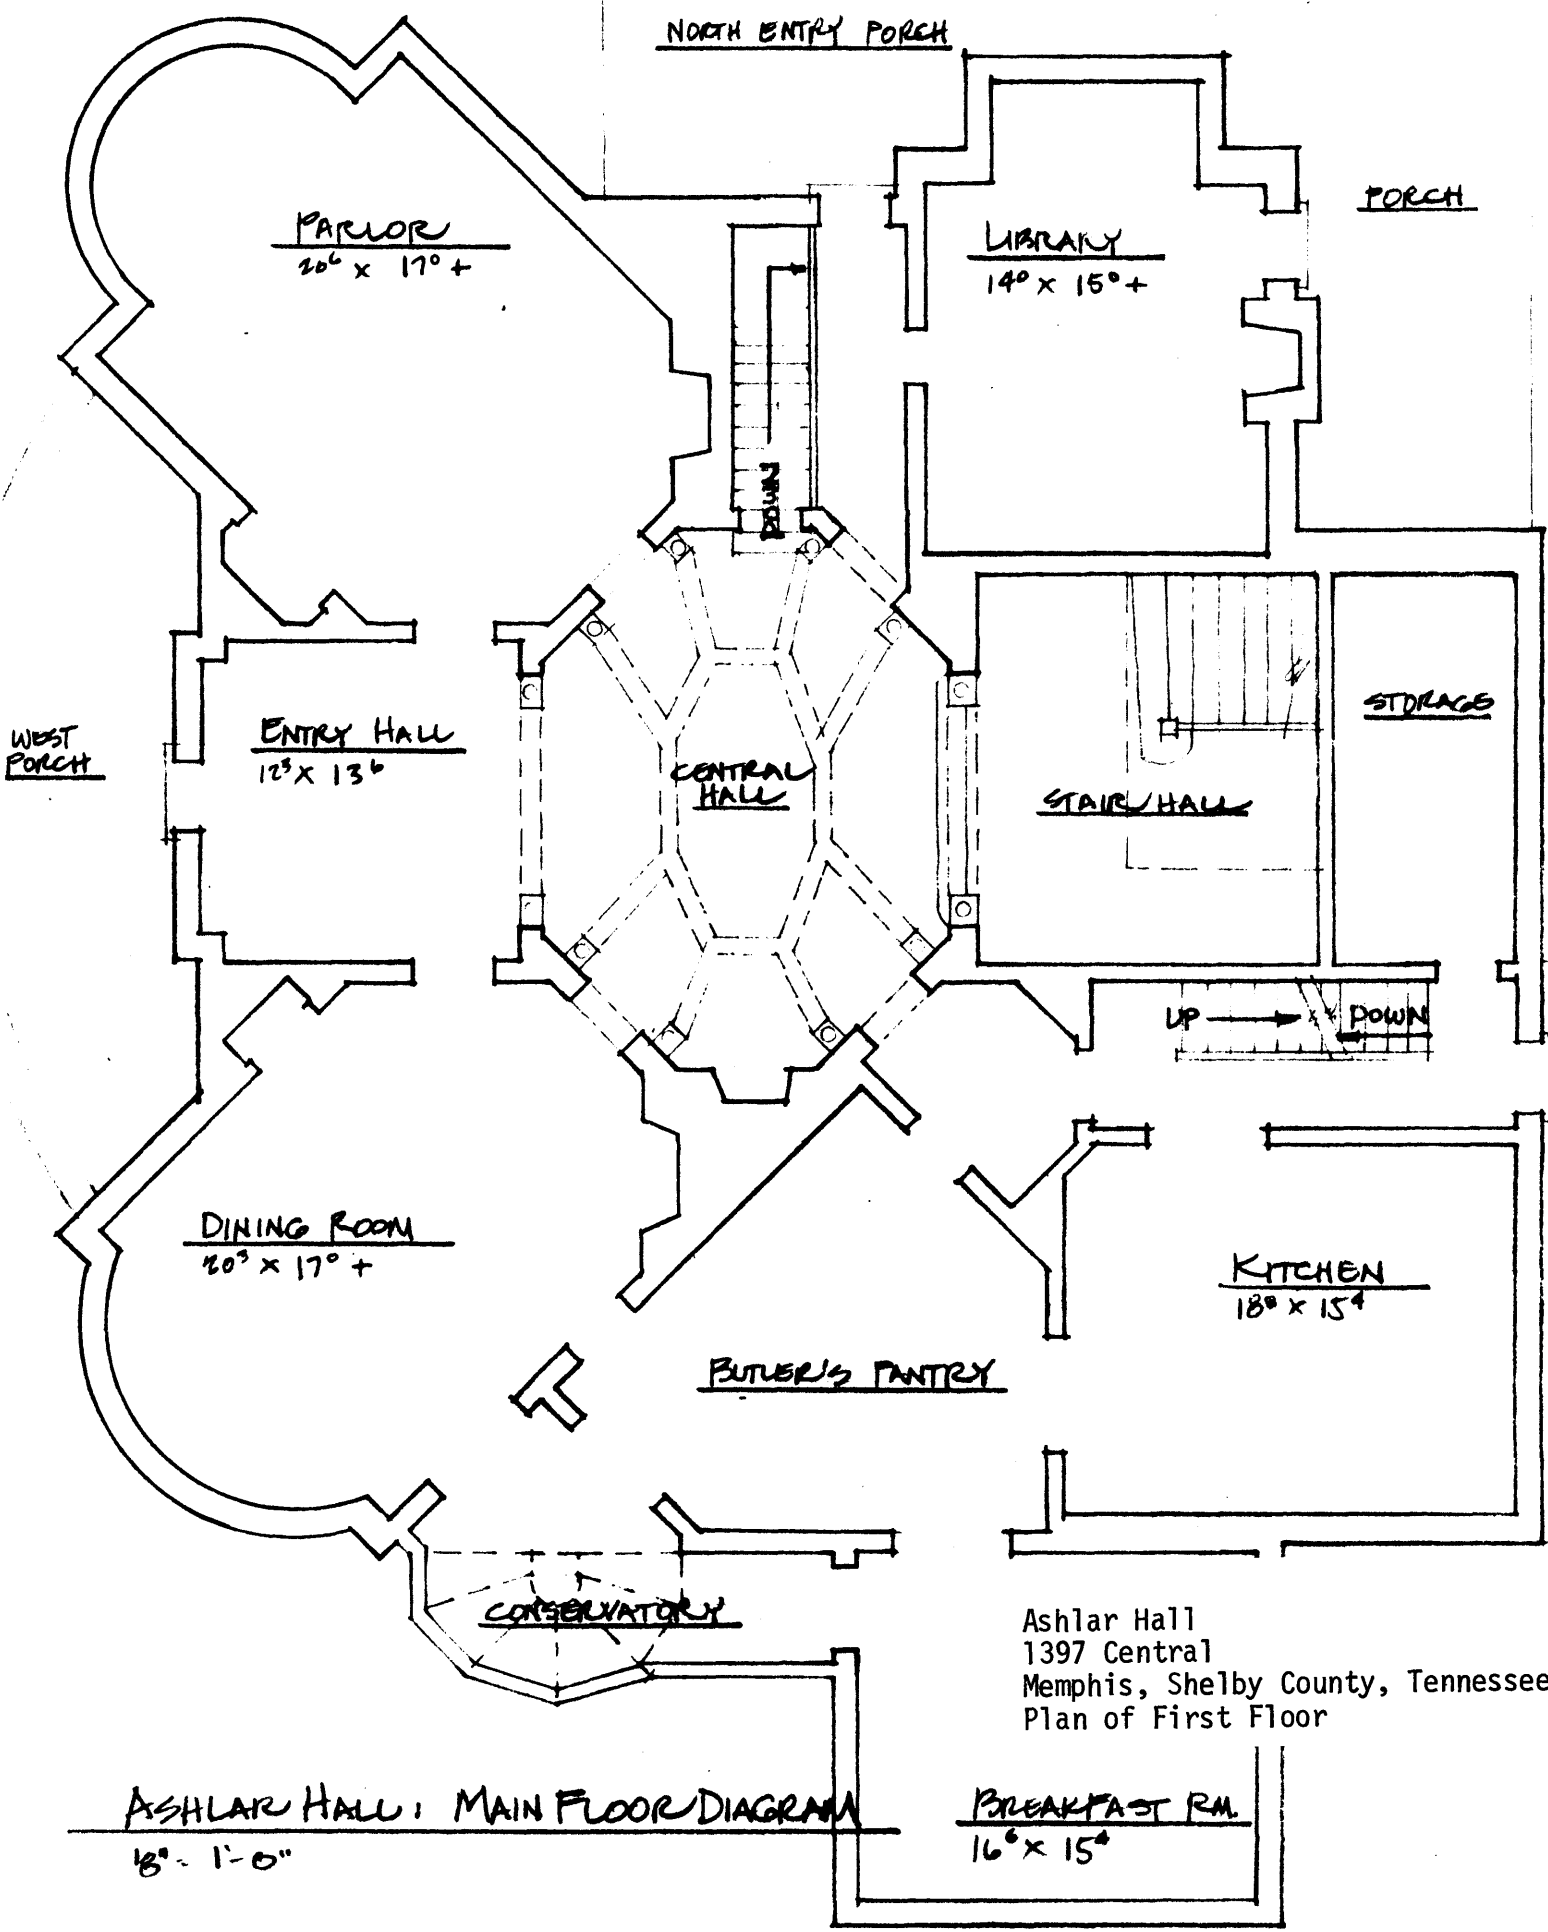 NORTH ENTRY PORCH
PORCH
PARLOR
20⁶ x 17⁰ +
LIBRARY
14⁰ x 15⁰ +
DOWN
STORAGE
WEST
PORCH
ENTRY HALL
12³ x 13⁶
CENTRAL
HALL
STAIR HALL
UP
DOWN
DINING ROOM
20³ x 17⁰ +
KITCHEN
18⁸ x 15⁴
BUTLER'S PANTRY
CONSERVATORY
Ashlar Hall
1397 Central
Memphis, Shelby County, Tennessee
Plan of First Floor
ASHLAR HALL: MAIN FLOOR DIAGRAM
⅛" = 1'-0"
BREAKFAST RM.
16⁶ x 15⁴